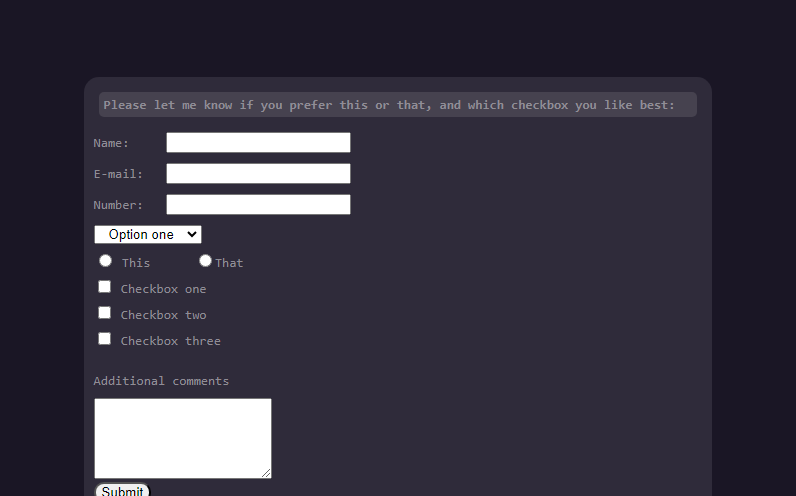 Please let me know if you prefer this or that, and which checkbox you like best:
Name:
E-mail:
Number:
Option one
This That
Checkbox one
Checkbox two
Checkbox three
Additional comments
Submit